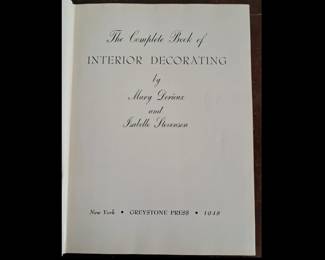 The Complete Book of
INTERIOR DECORATING
by
Mary Derieux
and
Isabelle Stevenson
New York • GREYSTONE PRESS • 1948